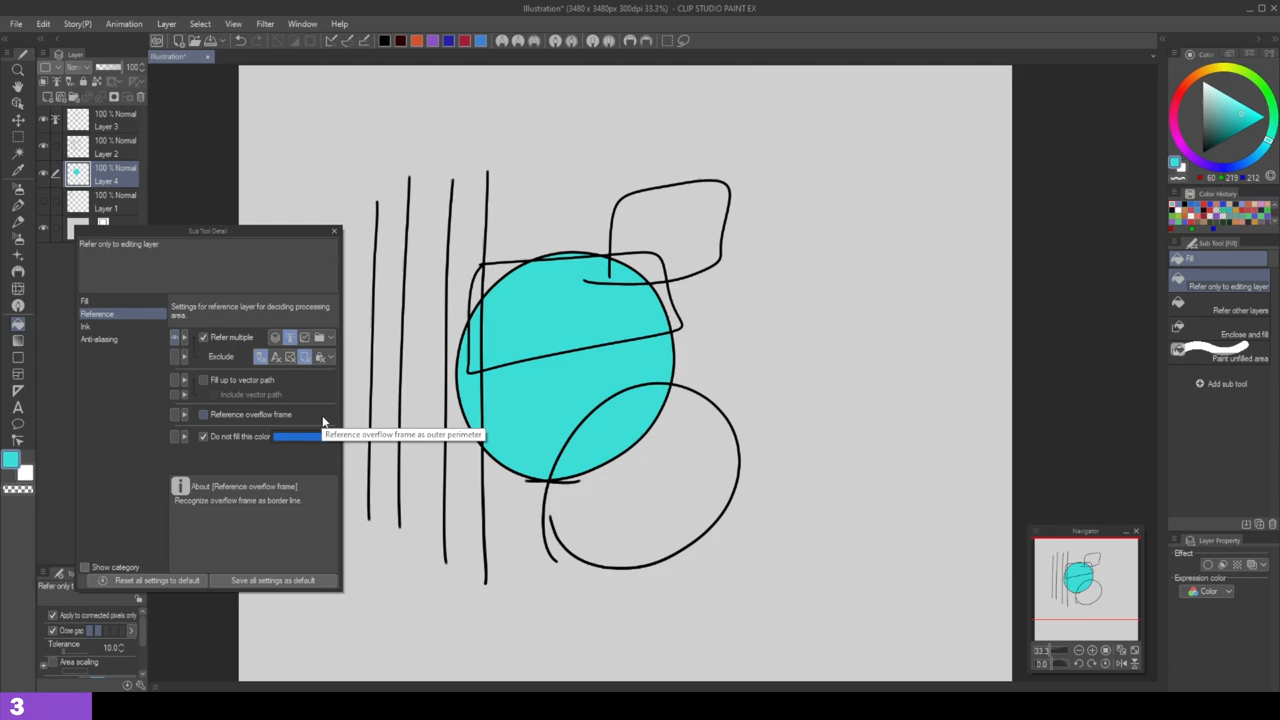 Illustration* (3480 x 3480px 300dpi 33.3%) - CLIP STUDIO PAINT EX
File Edit Story(P) Animation Layer Select View Filter Window Help
Layer
Illustration*
Color
100
100 % Normal
Layer 3
100 % Normal
Layer 2
100 % Normal
Layer 4
100 % Normal
Layer 1
60 219 212
Color History
Sub Tool [Fill]
Fill
Refer only to editing layer
Refer other layers
Enclose and fill
Paint unfilled area
Add sub tool
Sub Tool Detail
Refer only to editing layer
Fill
Reference
Ink
Anti-aliasing
Settings for reference layer for deciding processing
area.
Refer multiple
Exclude
Fill up to vector path
Include vector path
Reference overflow frame
Do not fill this color
Reference overflow frame as outer perimeter
About [Reference overflow frame]
Recognize overflow frame as border line.
Show category
Reset all settings to default
Save all settings as default
Apply to connected pixels only
Close gap
Tolerance
10.0
Area scaling
Navigator
33.3
0.0
Layer Property
Effect
Expression color
Color
3